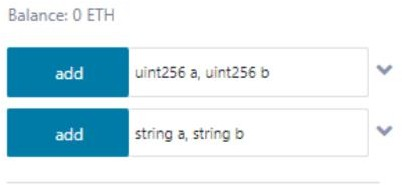 Balance: 0 ETH
add uint256 a, uint256 b
add string a, string b